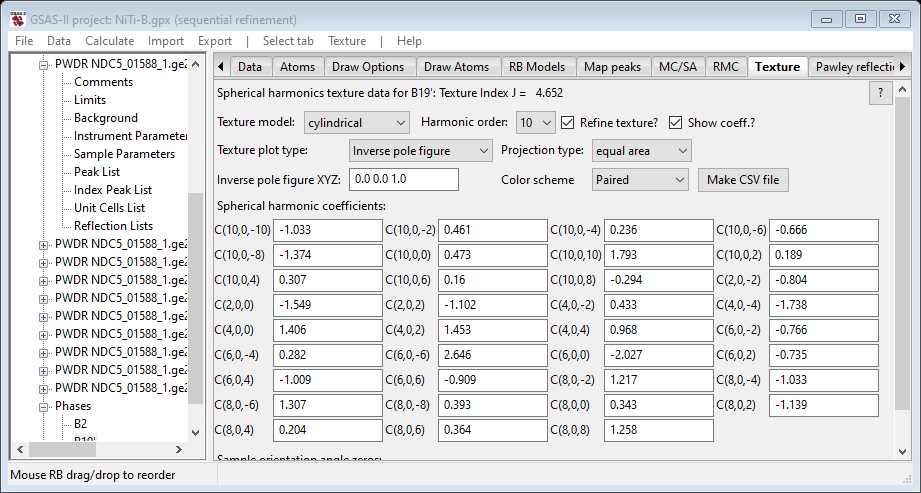 GSAS-II project: NiTi-B.gpx (sequential refinement)
File Data Calculate Import Export | Select tab Texture | Help
PWDR NDC5_01588_1.ge2
Comments
Limits
Background
Instrument Parameter
Sample Parameters
Peak List
Index Peak List
Unit Cells List
Reflection Lists
PWDR NDC5_01588_1.ge2
PWDR NDC5_01588_1.ge2
PWDR NDC5_01588_1.ge2
PWDR NDC5_01588_1.ge2
PWDR NDC5_01588_1.ge2
PWDR NDC5_01588_1.ge2
PWDR NDC5_01588_1.ge2
PWDR NDC5_01588_1.ge2
PWDR NDC5_01588_1.ge2
Phases
B2
B19'
Data Atoms Draw Options Draw Atoms RB Models Map peaks MC/SA RMC Texture Pawley reflectio
Spherical harmonics texture data for B19': Texture Index J = 4.652 ?
Texture model: cylindrical Harmonic order: 10 Refine texture? Show coeff.?
Texture plot type: Inverse pole figure Projection type: equal area
Inverse pole figure XYZ: 0.0 0.0 1.0 Color scheme Paired Make CSV file
Spherical harmonic coefficients:
C(10,0,-10) -1.033 C(10,0,-2) 0.461 C(10,0,-4) 0.236 C(10,0,-6) -0.666
C(10,0,-8) -1.374 C(10,0,0) 0.473 C(10,0,10) 1.793 C(10,0,2) 0.189
C(10,0,4) 0.307 C(10,0,6) 0.16 C(10,0,8) -0.294 C(2,0,-2) -0.804
C(2,0,0) -1.549 C(2,0,2) -1.102 C(4,0,-2) 0.433 C(4,0,-4) -1.738
C(4,0,0) 1.406 C(4,0,2) 1.453 C(4,0,4) 0.968 C(6,0,-2) -0.766
C(6,0,-4) 0.282 C(6,0,-6) 2.646 C(6,0,0) -2.027 C(6,0,2) -0.735
C(6,0,4) -1.009 C(6,0,6) -0.909 C(8,0,-2) 1.217 C(8,0,-4) -1.033
C(8,0,-6) 1.307 C(8,0,-8) 0.393 C(8,0,0) 0.343 C(8,0,2) -1.139
C(8,0,4) 0.204 C(8,0,6) 0.364 C(8,0,8) 1.258
Sample orientation angle zeros:
Mouse RB drag/drop to reorder